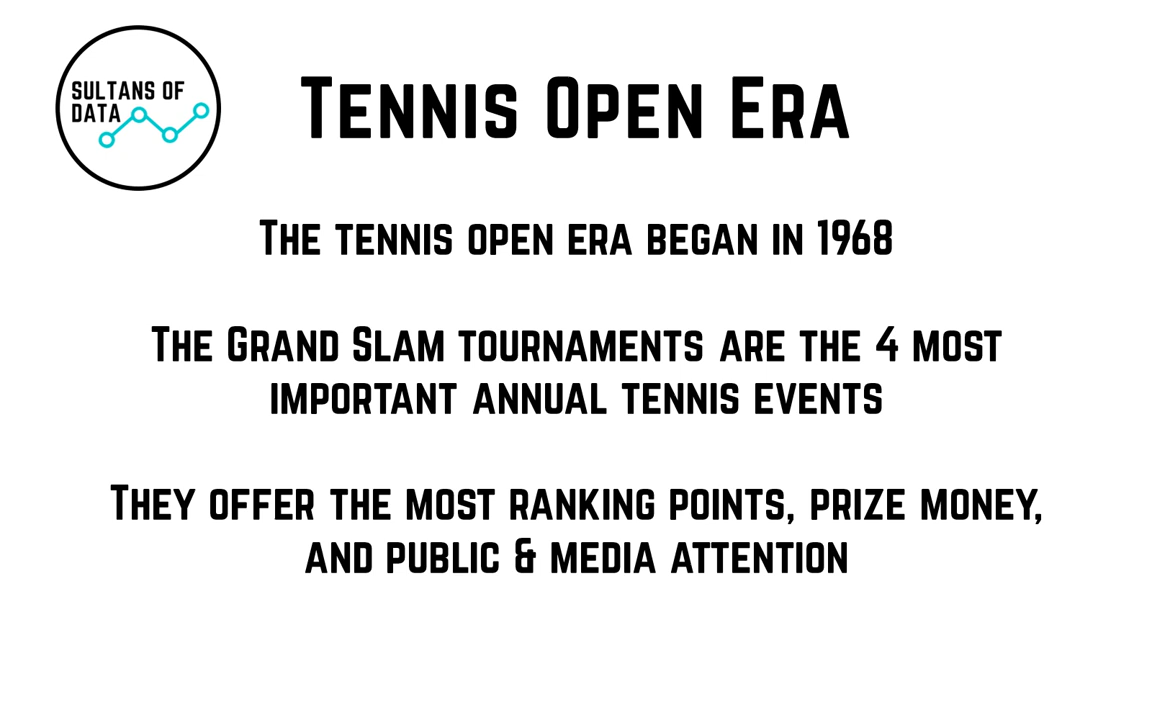 SULTANS OF
DATA
Tennis Open Era
The tennis open era began in 1968
The Grand Slam tournaments are the 4 most
important annual tennis events
They offer the most ranking points, prize money,
and public & media attention